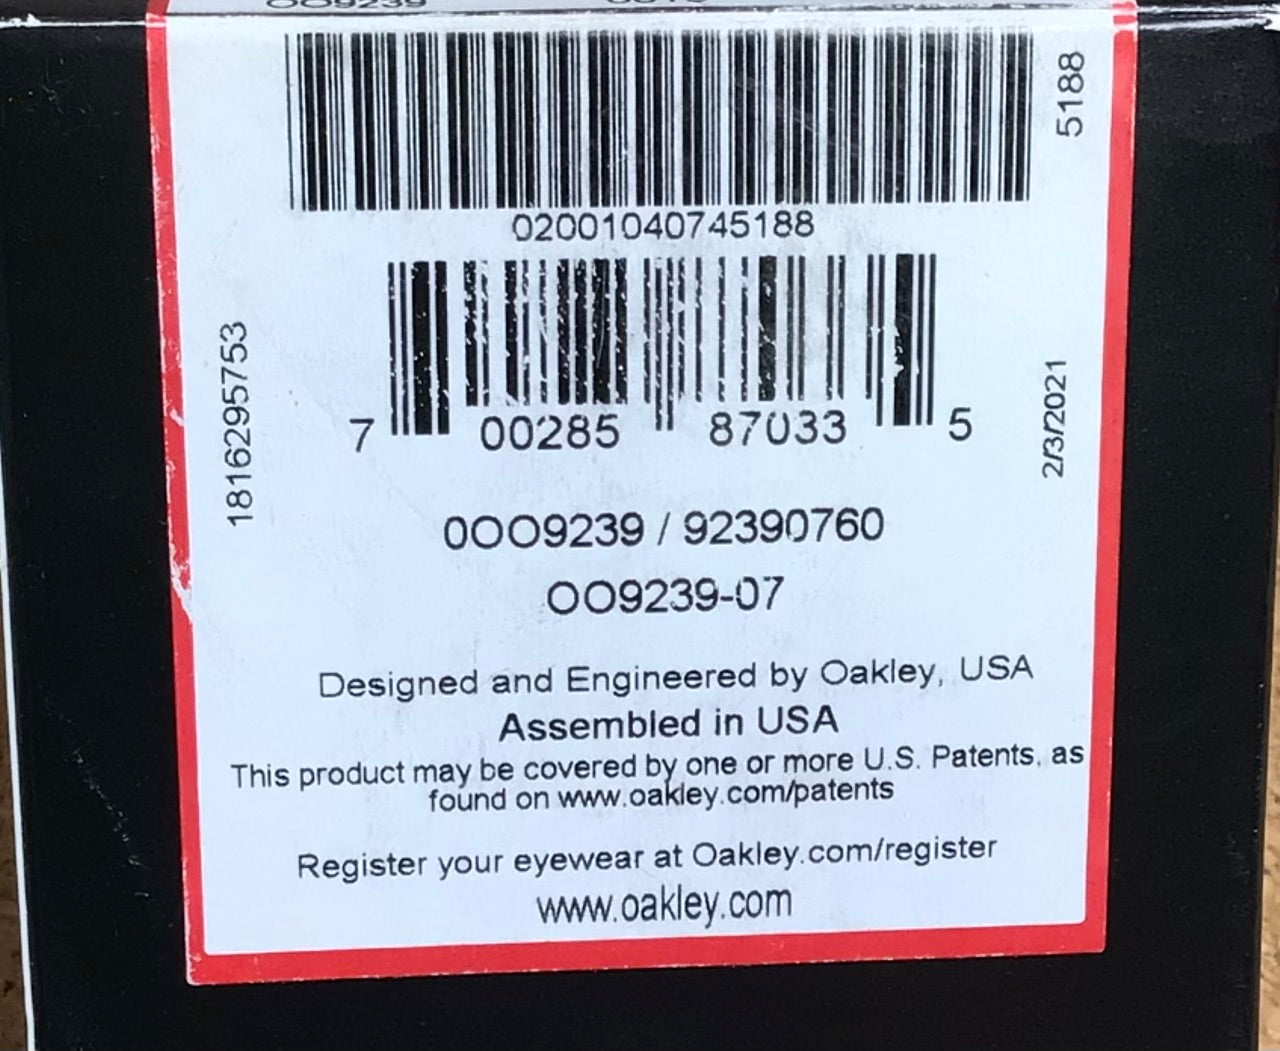 OO9239
5188
02001040745188
1816295753
7 00285 87033 5
2/3/2021
0OO9239 / 92390760
OO9239-07
Designed and Engineered by Oakley, USA
Assembled in USA
This product may be covered by one or more U.S. Patents, as
found on www.oakley.com/patents
Register your eyewear at Oakley.com/register
www.oakley.com